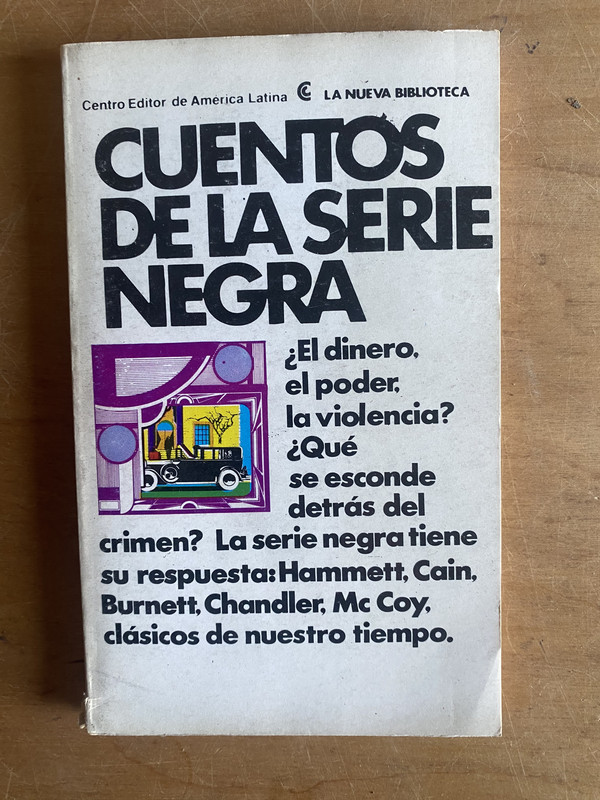 Centro Editor de América Latina CC LA NUEVA BIBLIOTECA
CUENTOS
DE LA SERIE
NEGRA
¿El dinero,
el poder,
la violencia?
¿Qué
se esconde
detrás del
crimen? La serie negra tiene
su respuesta: Hammett, Cain,
Burnett, Chandler, Mc Coy,
clásicos de nuestro tiempo.